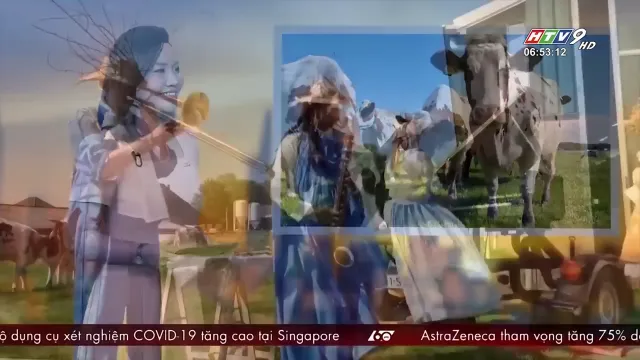 HTV9 HD
06:53:12
ộ dụng cụ xét nghiệm COVID-19 tăng cao tại Singapore 60 AstraZeneca tham vọng tăng 75% d